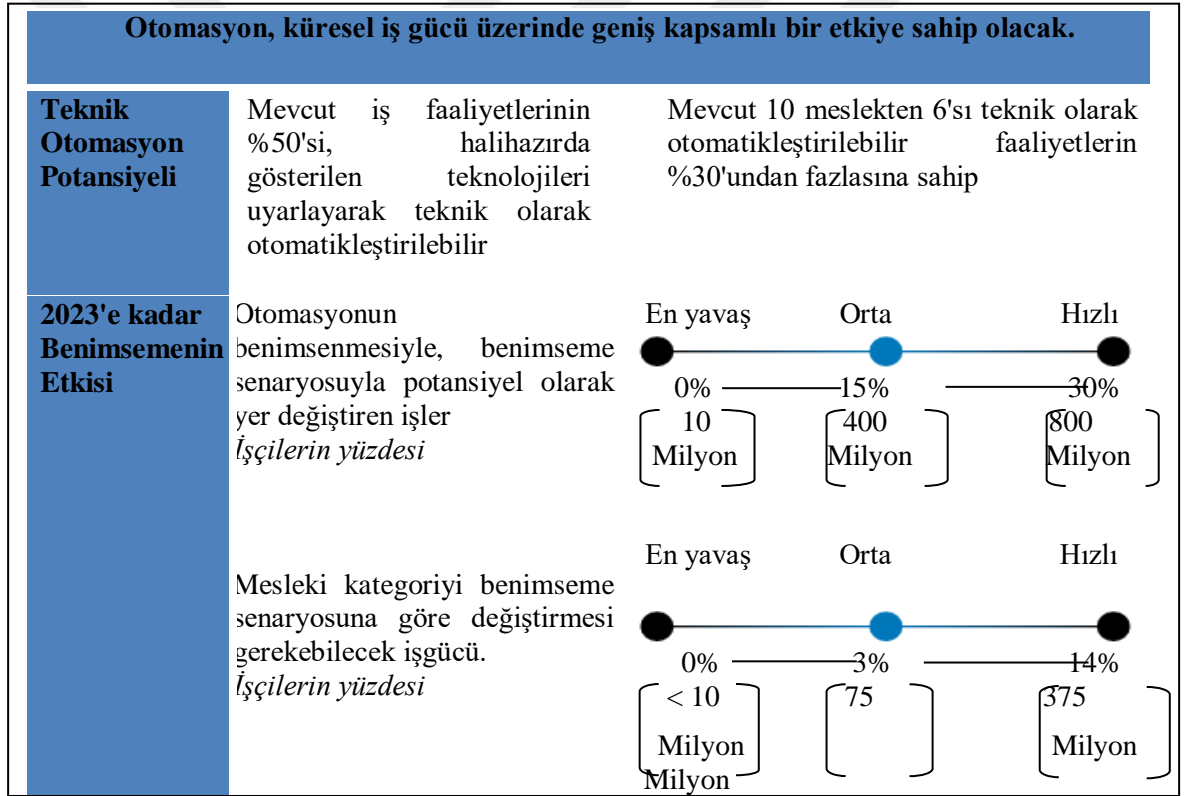 Otomasyon, küresel iş gücü üzerinde geniş kapsamlı bir etkiye sahip olacak.
Teknik
Otomasyon
Potansiyeli
Mevcut iş faaliyetlerinin
%50'si, halihazırda
gösterilen teknolojileri
uyarlayarak teknik olarak
otomatikleştirilebilir
Mevcut 10 meslekten 6'sı teknik olarak
otomatikleştirilebilir faaliyetlerin
%30'undan fazlasına sahip
2023'e kadar
Benimsemenin
Etkisi
Otomasyonun
benimsenmesiyle, benimseme
senaryosuyla potansiyel olarak
yer değiştiren işler
İşçilerin yüzdesi
En yavaş Orta Hızlı
0% 15% 30%
10 400 800
Milyon Milyon Milyon
Mesleki kategoriyi benimseme
senaryosuna göre değiştirmesi
gerekebilecek işgücü.
İşçilerin yüzdesi
En yavaş Orta Hızlı
0% 3% 14%
< 10 75 375
Milyon Milyon
Milyon